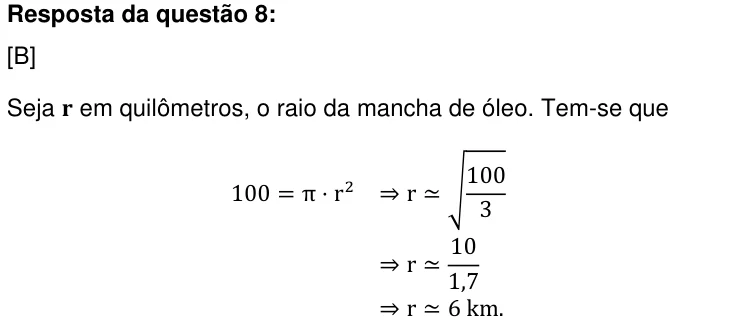 Resposta da questão 8:
[B]
Seja r em quilômetros, o raio da mancha de óleo. Tem-se que
100 = π · r² ⇒ r ≃ √(100/3)
⇒ r ≃ 10/1,7
⇒ r ≃ 6 km.